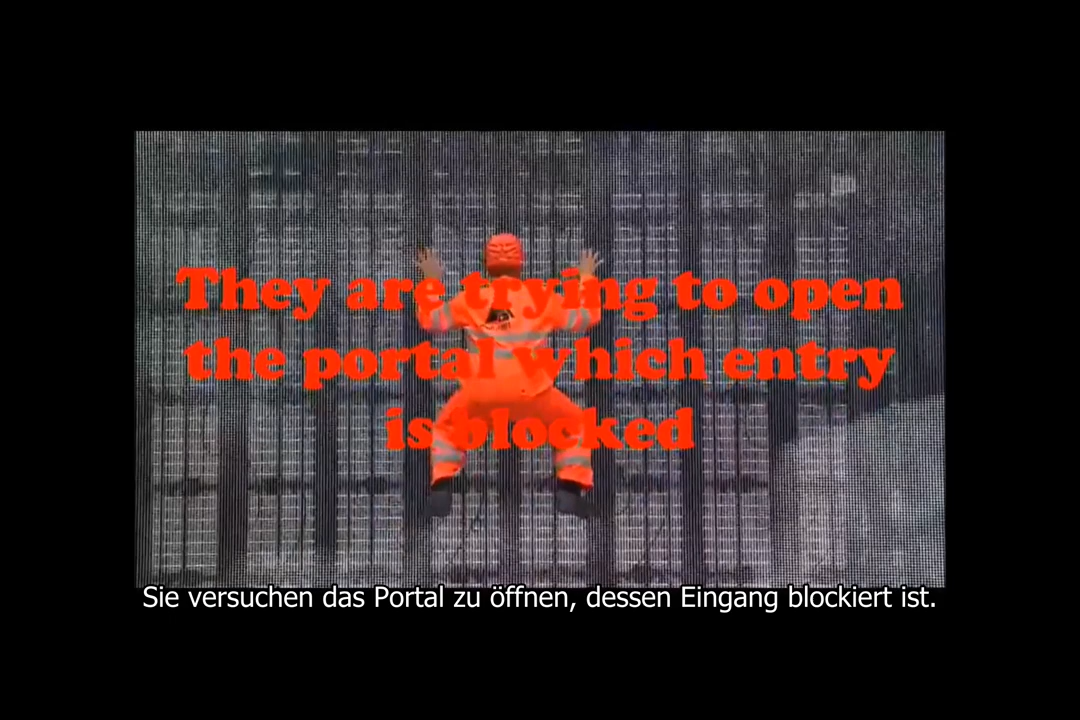 They are trying to open
the portal which entry
is blocked
Sie versuchen das Portal zu öffnen, dessen Eingang blockiert ist.